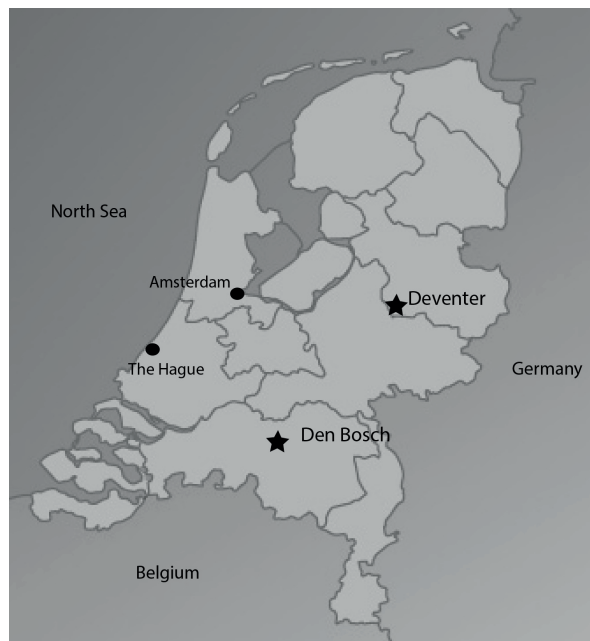 North Sea
Amsterdam
Deventer
The Hague
Germany
Den Bosch
Belgium